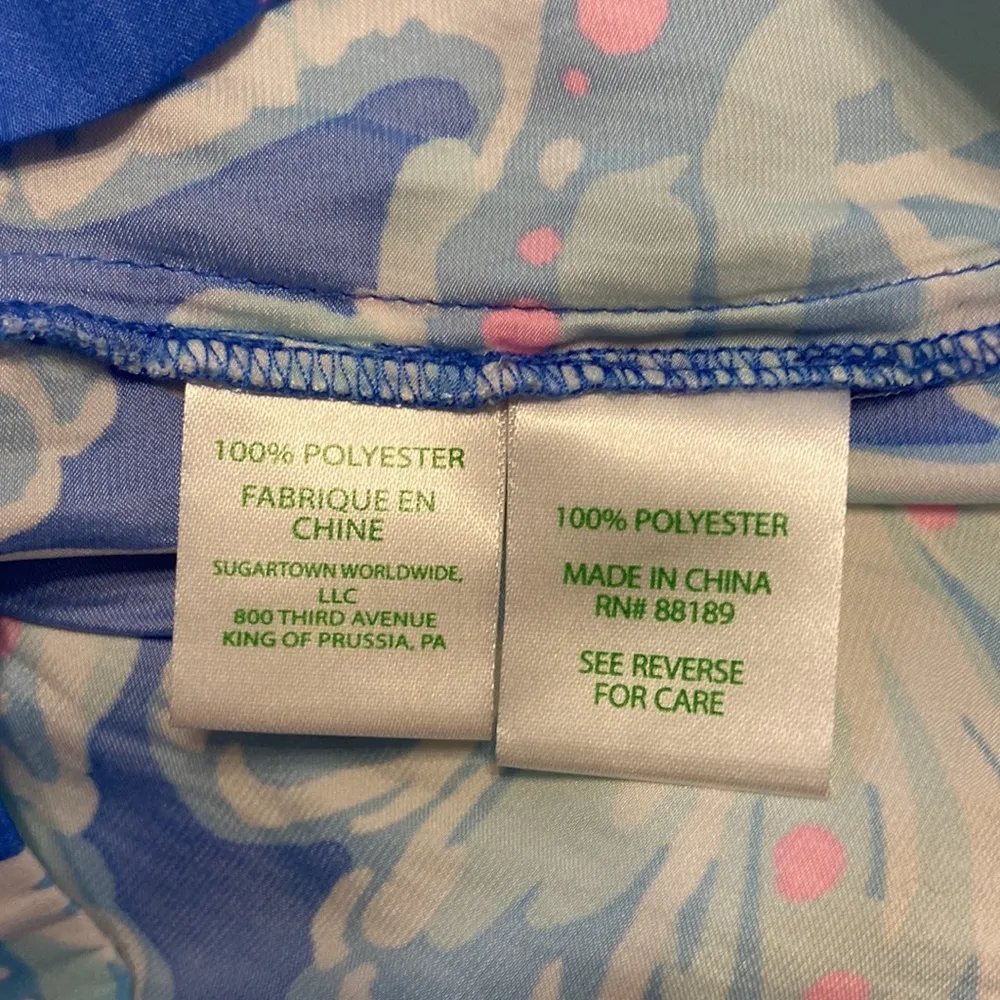 100% POLYESTER
FABRIQUE EN
CHINE
SUGARTOWN WORLDWIDE,
LLC
800 THIRD AVENUE
KING OF PRUSSIA, PA
100% POLYESTER
MADE IN CHINA
RN# 88189
SEE REVERSE
FOR CARE